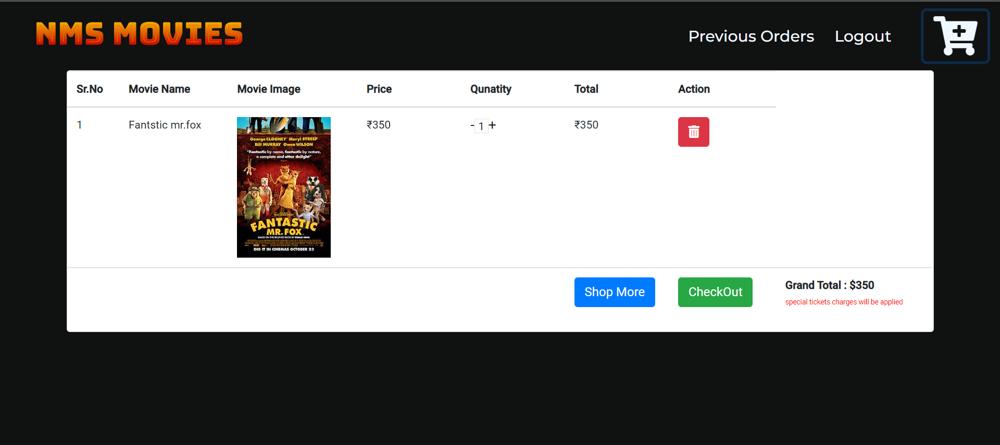 NMS MOVIES
Previous Orders Logout
Sr.No Movie Name Movie Image Price Qunatity Total Action
1 Fantstic mr.fox ₹350 - 1 + ₹350
George CLOONEY Meryl STREEP
Bill MURRAY Owen WILSON
"Fantastic by name, fantastic by nature,
a complete and utter delight"
FANTASTIC
MR. FOX
BASED ON THE BELOVED BOOK BY ROALD DAHL
DIG IT IN CINEMAS OCTOBER 23
Shop More CheckOut Grand Total : $350
special tickets charges will be applied